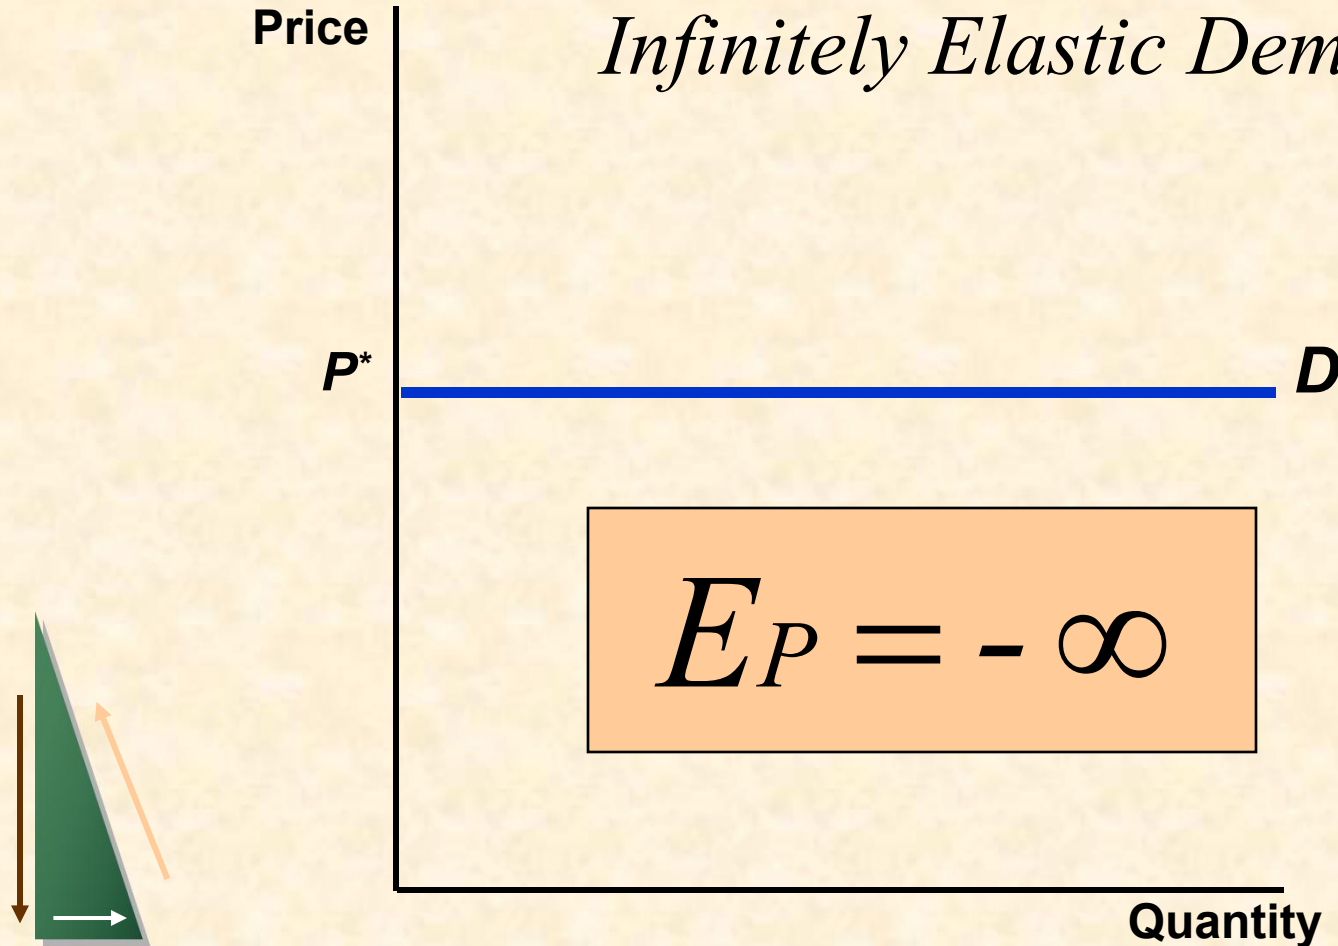 Price
Infinitely Elastic Dem
P*
D
EP = - ∞
Quantity